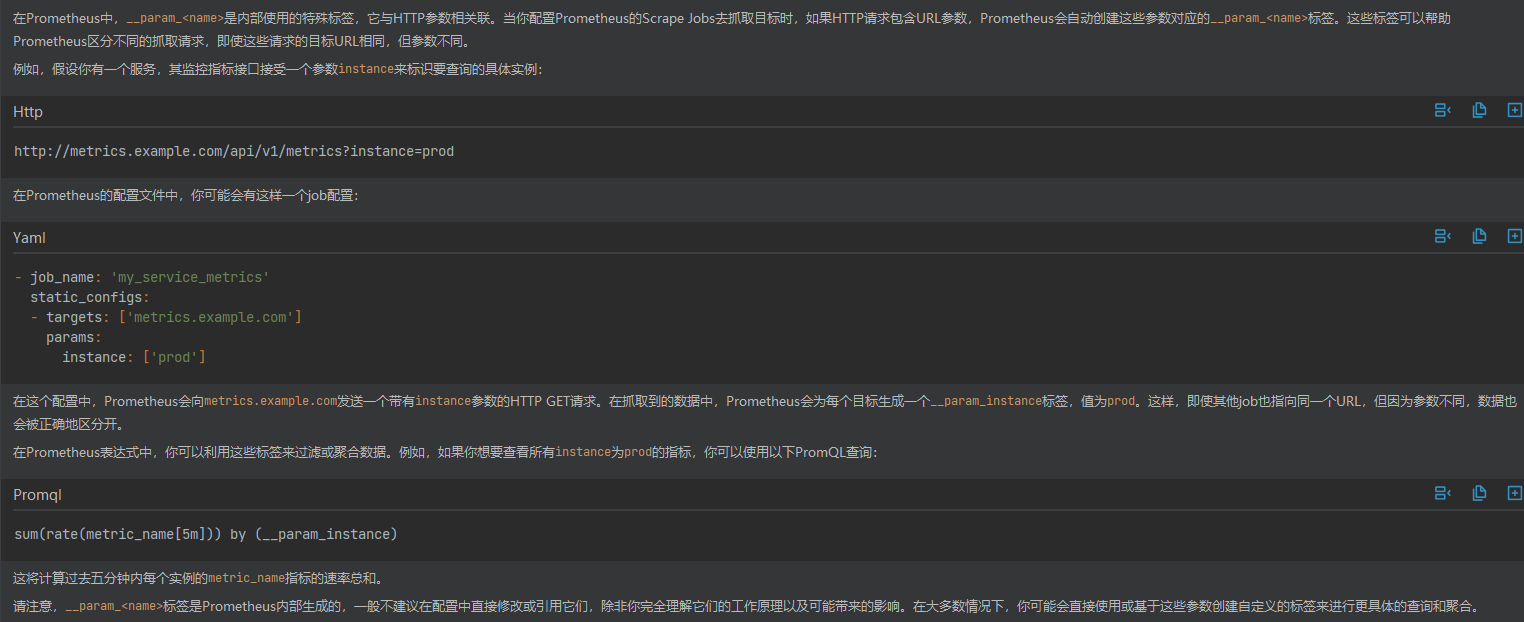 在Prometheus中，__param_<name>是内部使用的特殊标签，它与HTTP参数相关联。当你配置Prometheus的Scrape Jobs去抓取目标时，如果HTTP请求包含URL参数，Prometheus会自动创建这些参数对应的__param_<name>标签。这些标签可以帮助
Prometheus区分不同的抓取请求，即使这些请求的目标URL相同，但参数不同。
例如，假设你有一个服务，其监控指标接口接受一个参数instance来标识要查询的具体实例：
Http
http://metrics.example.com/api/v1/metrics?instance=prod
在Prometheus的配置文件中，你可能会有这样一个job配置：
Yaml
- job_name: 'my_service_metrics'
  static_configs:
  - targets: ['metrics.example.com']
    params:
      instance: ['prod']
在这个配置中，Prometheus会向metrics.example.com发送一个带有instance参数的HTTP GET请求。在抓取到的数据中，Prometheus会为每个目标生成一个__param_instance标签，值为prod。这样，即使其他job也指向同一个URL，但因为参数不同，数据也
会被正确地区分开。
在Prometheus表达式中，你可以利用这些标签来过滤或聚合数据。例如，如果你想要查看所有instance为prod的指标，你可以使用以下PromQL查询：
Promql
sum(rate(metric_name[5m])) by (__param_instance)
这将计算过去五分钟内每个实例的metric_name指标的速率总和。
请注意，__param_<name>标签是Prometheus内部生成的，一般不建议在配置中直接修改或引用它们，除非你完全理解它们的工作原理以及可能带来的影响。在大多数情况下，你可能会直接使用或基于这些参数创建自定义的标签来进行更具体的查询和聚合。